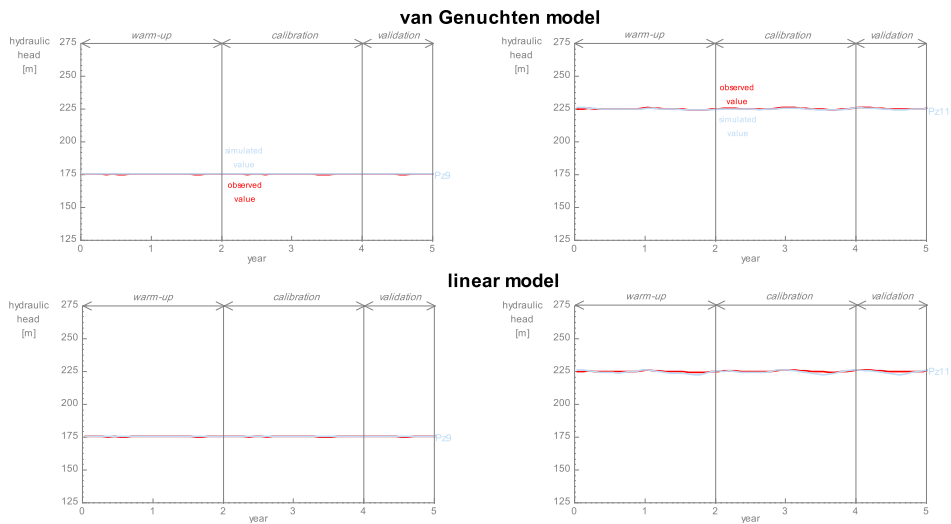 van Genuchten model
warm-up calibration validation
hydraulic
head
[m]
275
250
225
200
175
150
125
simulated
value
observed
value
Pz9
0 1 2 3 4 5
year
warm-up calibration validation
hydraulic
head
[m]
275
250
225
200
175
150
125
observed
value
simulated
value
Pz11
0 1 2 3 4 5
year
linear model
warm-up calibration validation
hydraulic
head
[m]
275
250
225
200
175
150
125
Pz9
0 1 2 3 4 5
year
warm-up calibration validation
hydraulic
head
[m]
275
250
225
200
175
150
125
Pz11
0 1 2 3 4 5
year